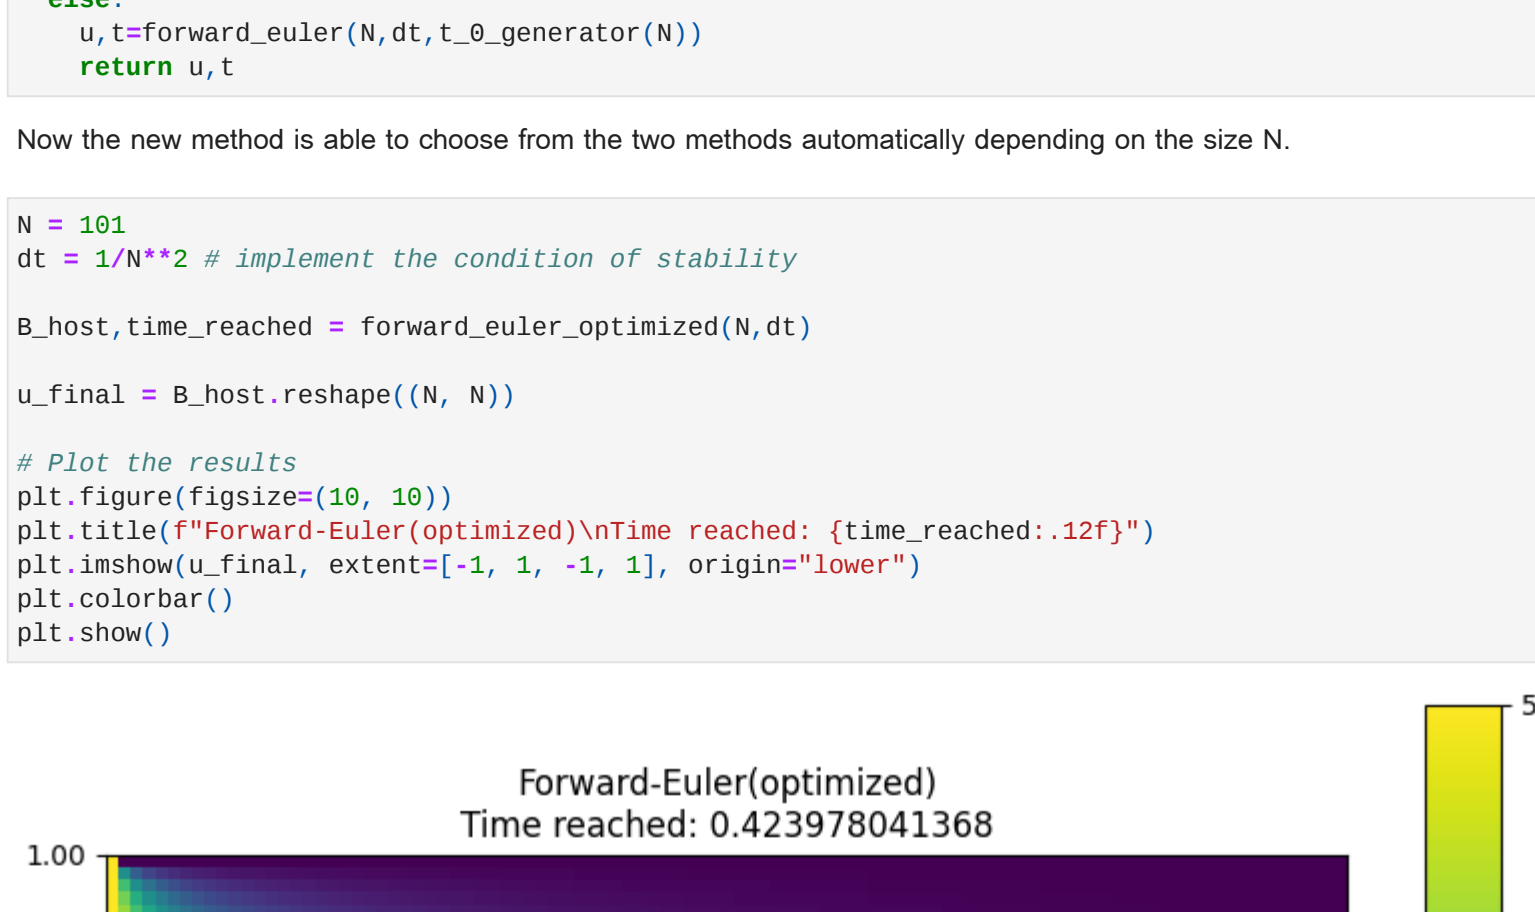 else:
u,t=forward_euler(N,dt,t_0_generator(N))
return u,t
Now the new method is able to choose from the two methods automatically depending on the size N.
N = 101
dt = 1/N**2 # implement the condition of stability
B_host,time_reached = forward_euler_optimized(N,dt)
u_final = B_host.reshape((N, N))
# Plot the results
plt.figure(figsize=(10, 10))
plt.title(f"Forward-Euler(optimized)\nTime reached: {time_reached:.12f}")
plt.imshow(u_final, extent=[-1, 1, -1, 1], origin="lower")
plt.colorbar()
plt.show()
5
Forward-Euler(optimized)
Time reached: 0.423978041368
1.00